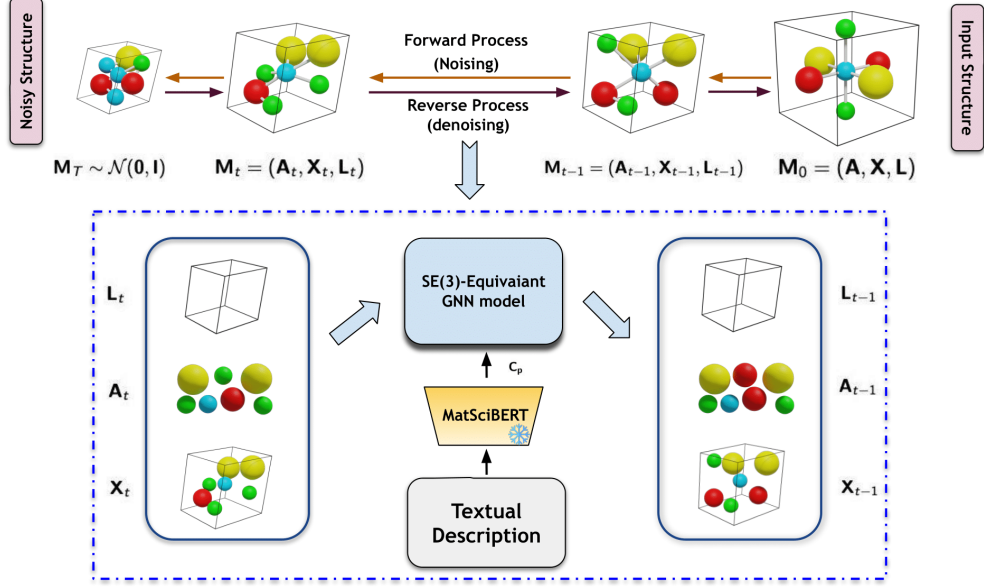 Noisy Structure
Forward Process
(Noising)
Reverse Process
(denoising)
Input Structure
M_T ∼ 𝒩(0, I)
M_t = (A_t, X_t, L_t)
M_{t−1} = (A_{t−1}, X_{t−1}, L_{t−1})
M_0 = (A, X, L)
L_t
A_t
X_t
SE(3)-Equivaiant
GNN model
C_p
MatSciBERT
Textual
Description
L_{t−1}
A_{t−1}
X_{t−1}